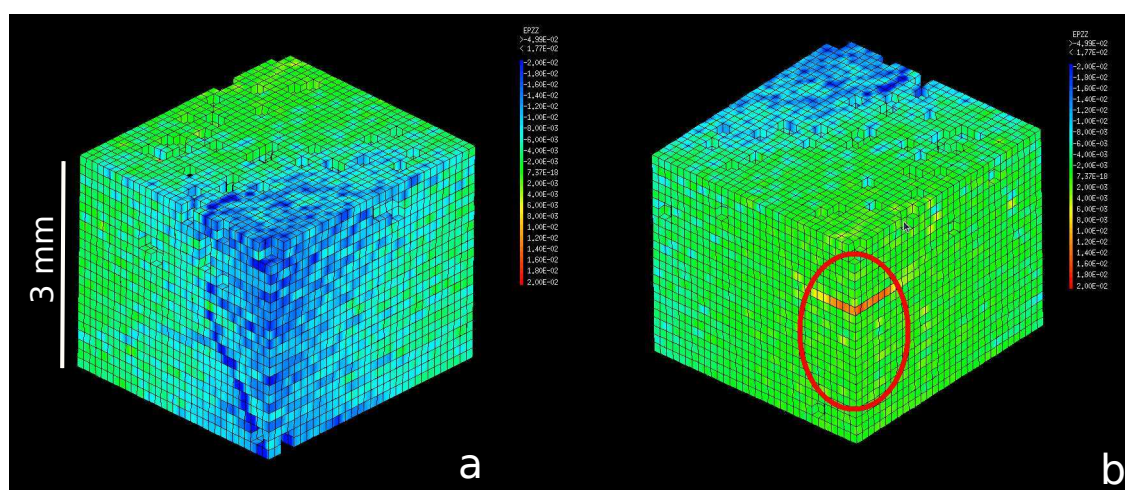 EPZZ
>-4.99E-02
< 1.77E-02
-2.00E-02
-1.80E-02
-1.60E-02
-1.40E-02
-1.20E-02
-1.00E-02
-8.00E-03
-6.00E-03
-4.00E-03
-2.00E-03
7.37E-18
2.00E-03
4.00E-03
6.00E-03
8.00E-03
1.00E-02
1.20E-02
1.40E-02
1.60E-02
1.80E-02
2.00E-02
3 mm
a
EPZZ
>-4.99E-02
< 1.77E-02
-2.00E-02
-1.80E-02
-1.60E-02
-1.40E-02
-1.20E-02
-1.00E-02
-8.00E-03
-6.00E-03
-4.00E-03
-2.00E-03
7.37E-18
2.00E-03
4.00E-03
6.00E-03
8.00E-03
1.00E-02
1.20E-02
1.40E-02
1.60E-02
1.80E-02
2.00E-02
b